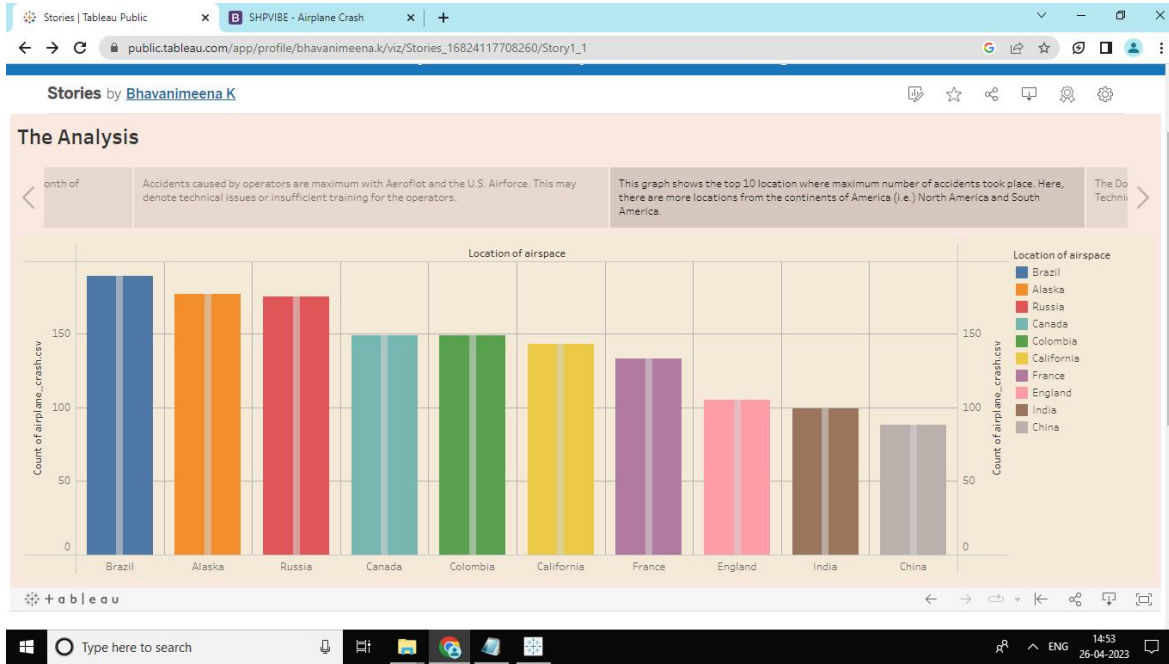 Stories | Tableau Public
SHPVIBE - Airplane Crash
public.tableau.com/app/profile/bhavanimeena.k/viz/Stories_16824117708260/Story1_1
Stories by Bhavanimeena K
The Analysis
onth of
Accidents caused by operators are maximum with Aeroflot and the U.S. Airforce. This may
denote technical issues or insufficient training for the operators.
This graph shows the top 10 location where maximum number of accidents took place. Here,
there are more locations from the continents of America (i.e.) North America and South
America.
The Do
Techni
Location of airspace
Count of airplane_crash.csv
150
100
50
0
Brazil Alaska Russia Canada Colombia California France England India China
150
100
50
0
Count of airplane_crash.csv
Location of airspace
Brazil
Alaska
Russia
Canada
Colombia
California
France
England
India
China
+ableau
Type here to search
ENG
14:53
26-04-2023